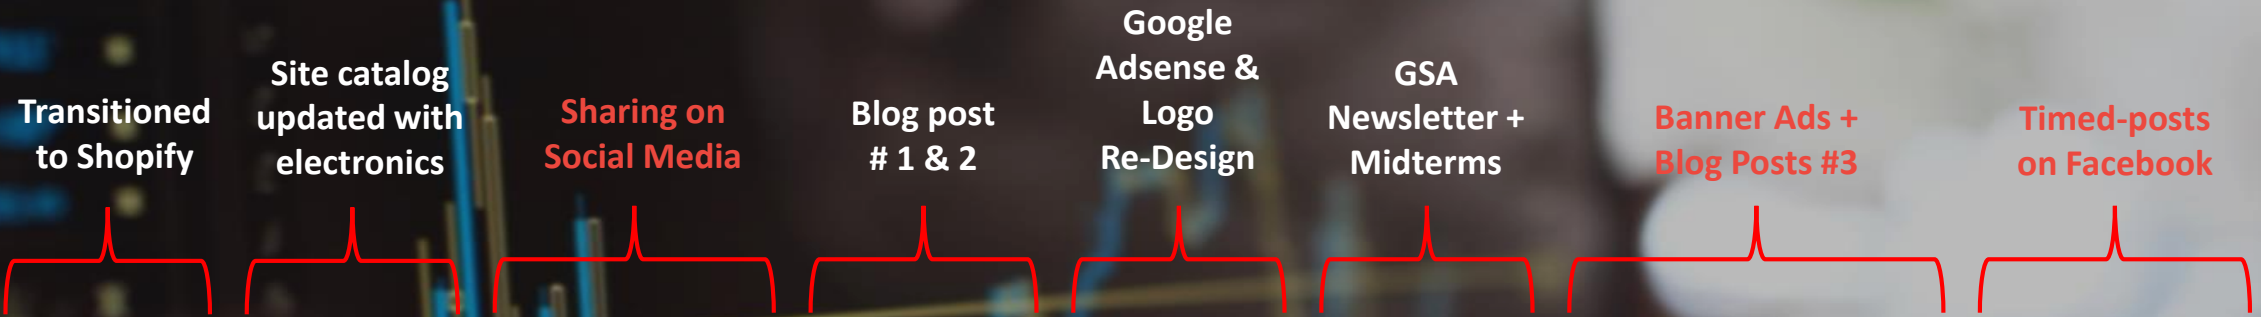 Transitioned
to Shopify
Site catalog
updated with
electronics
Sharing on
Social Media
Blog post
# 1 & 2
Google
Adsense &
Logo
Re-Design
GSA
Newsletter +
Midterms
Banner Ads +
Blog Posts #3
Timed-posts
on Facebook